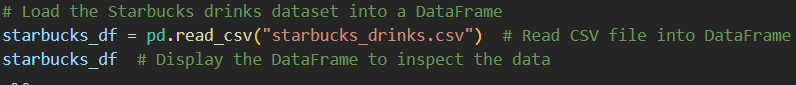 # Load the Starbucks drinks dataset into a DataFrame
starbucks_df = pd.read_csv("starbucks_drinks.csv")  # Read CSV file into DataFrame
starbucks_df  # Display the DataFrame to inspect the data